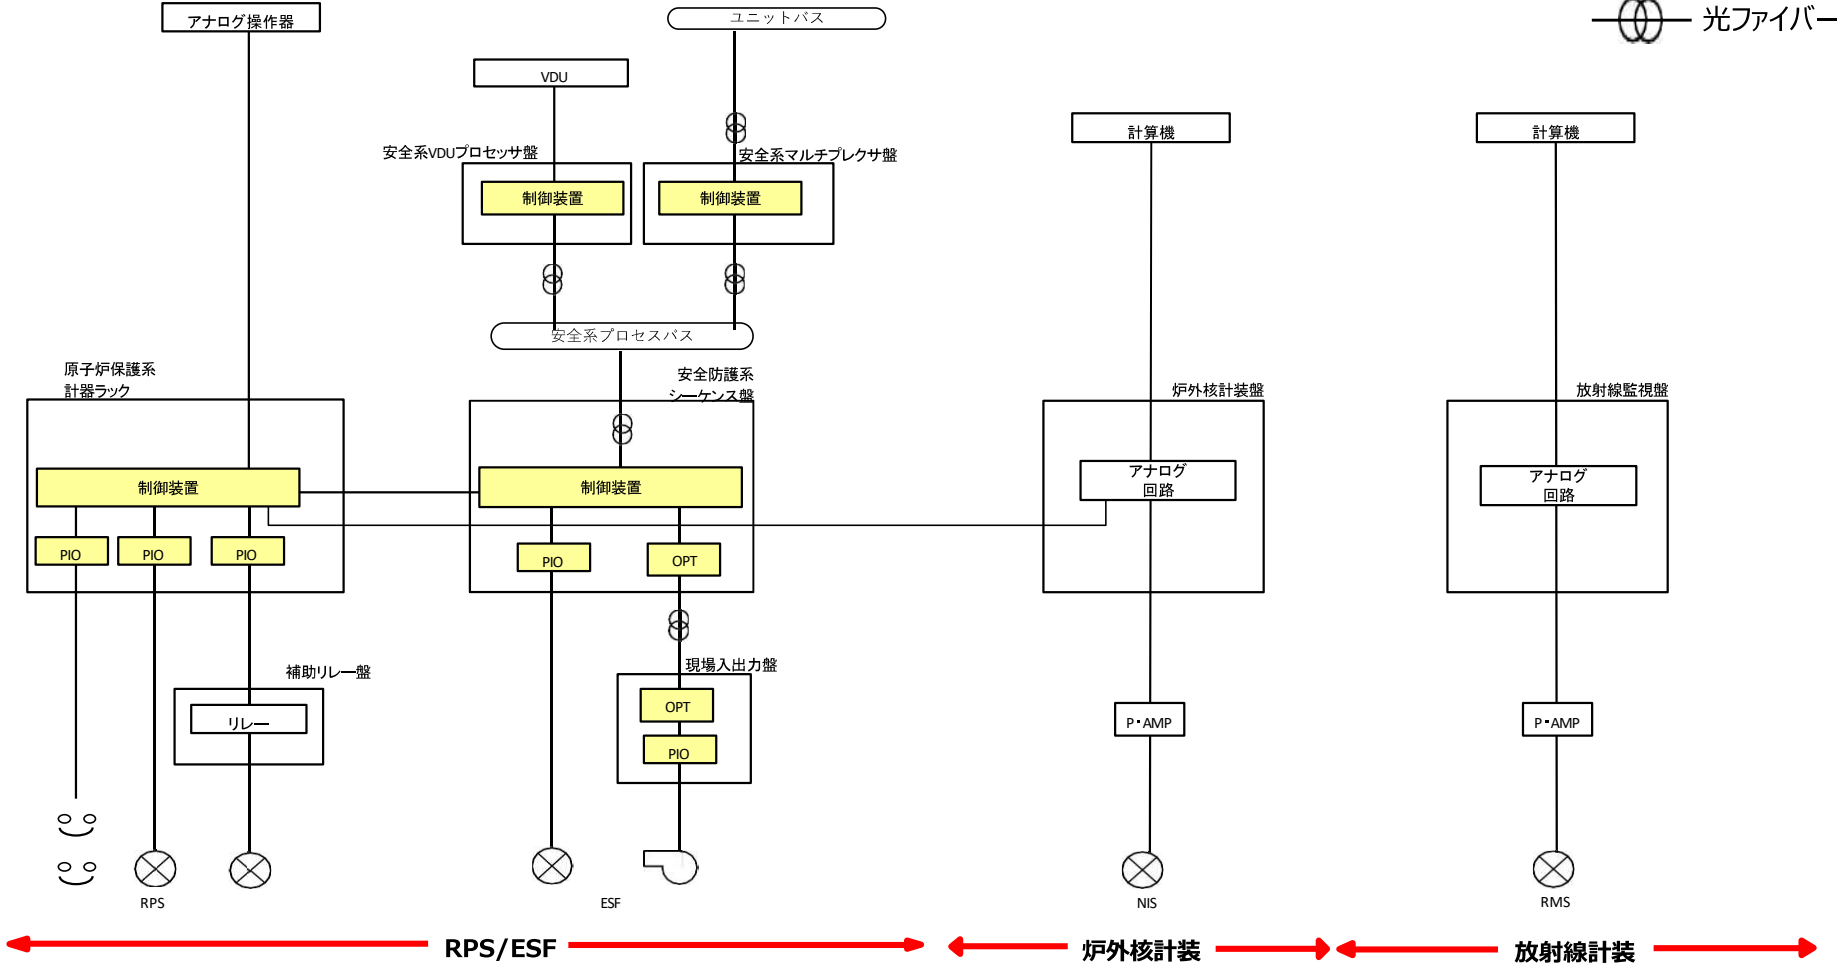 アナログ操作器
ユニットバス
光ファイバー
VDU
計算機
計算機
安全系VDUプロセッサ盤
安全系マルチプレクサ盤
制御装置
制御装置
安全系プロセスバス
原子炉保護系
計器ラック
安全防護系
シーケンス盤
炉外核計装盤
放射線監視盤
制御装置
制御装置
アナログ
回路
アナログ
回路
PIO
PIO
PIO
PIO
OPT
補助リレー盤
現場入出力盤
リレー
OPT
PIO
P・AMP
P・AMP
RPS
ESF
NIS
RMS
RPS/ESF
炉外核計装
放射線計装